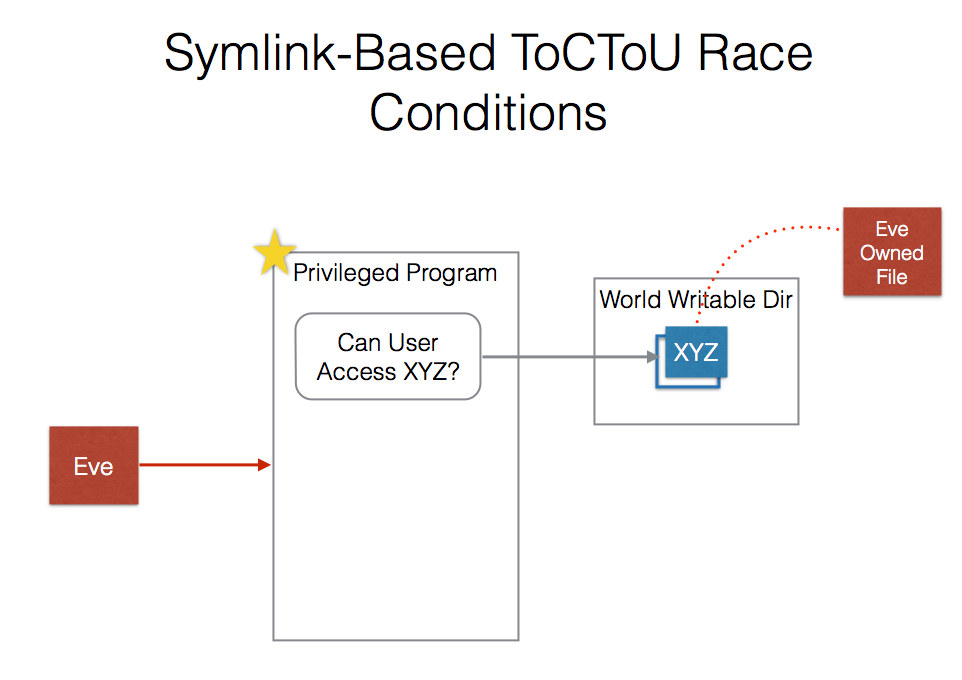 Symlink-Based ToCToU Race
Conditions
Privileged Program
Can User
Access XYZ?
World Writable Dir
XYZ
Eve
Owned
File
Eve